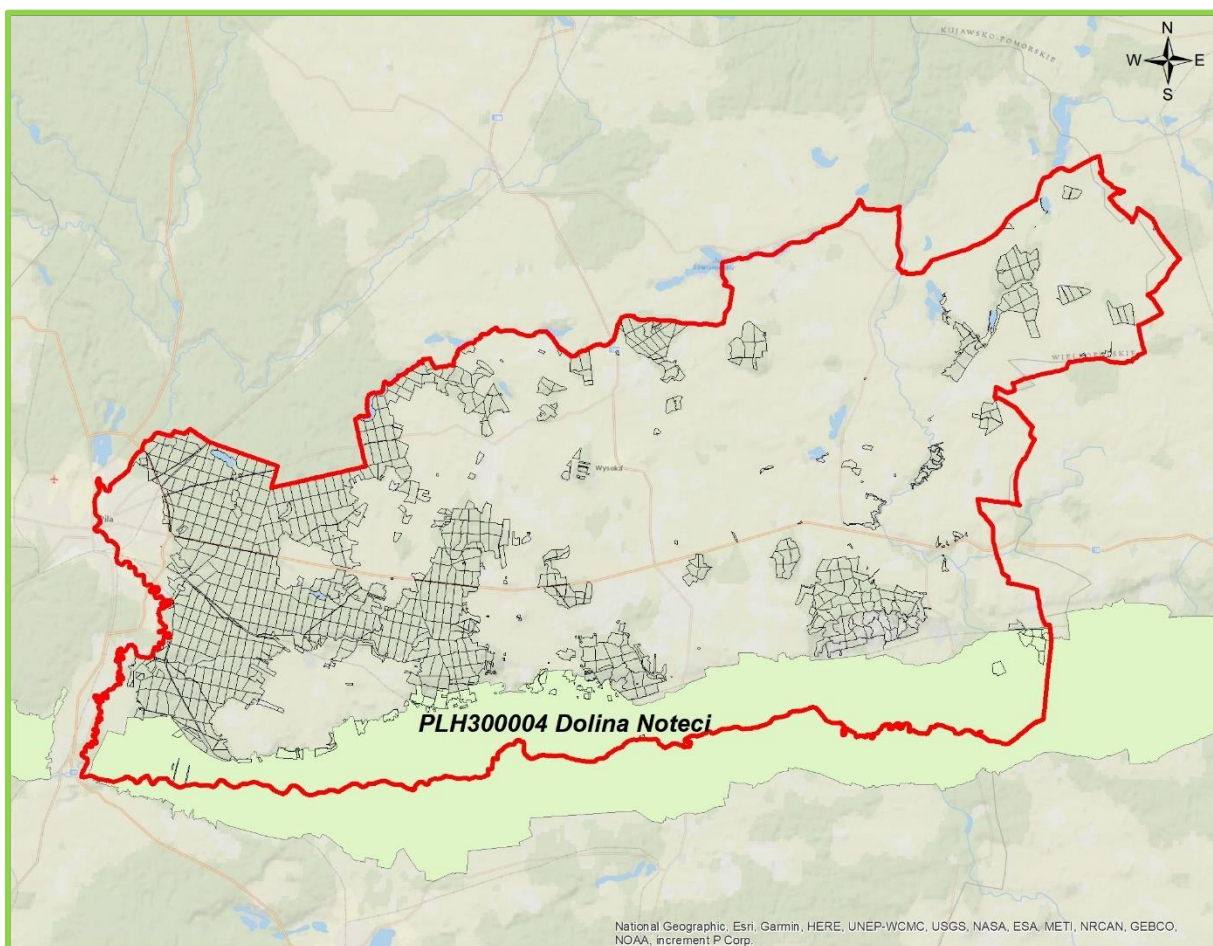 N
W E
S
KUJAWSKO-POMORSKIE
WIELKOPOLSKIE
Wysoka
Piła
PLH300004 Dolina Noteci
National Geographic, Esri, Garmin, HERE, UNEP-WCMC, USGS, NASA, ESA, METI, NRCAN, GEBCO,
NOAA, increment P Corp.